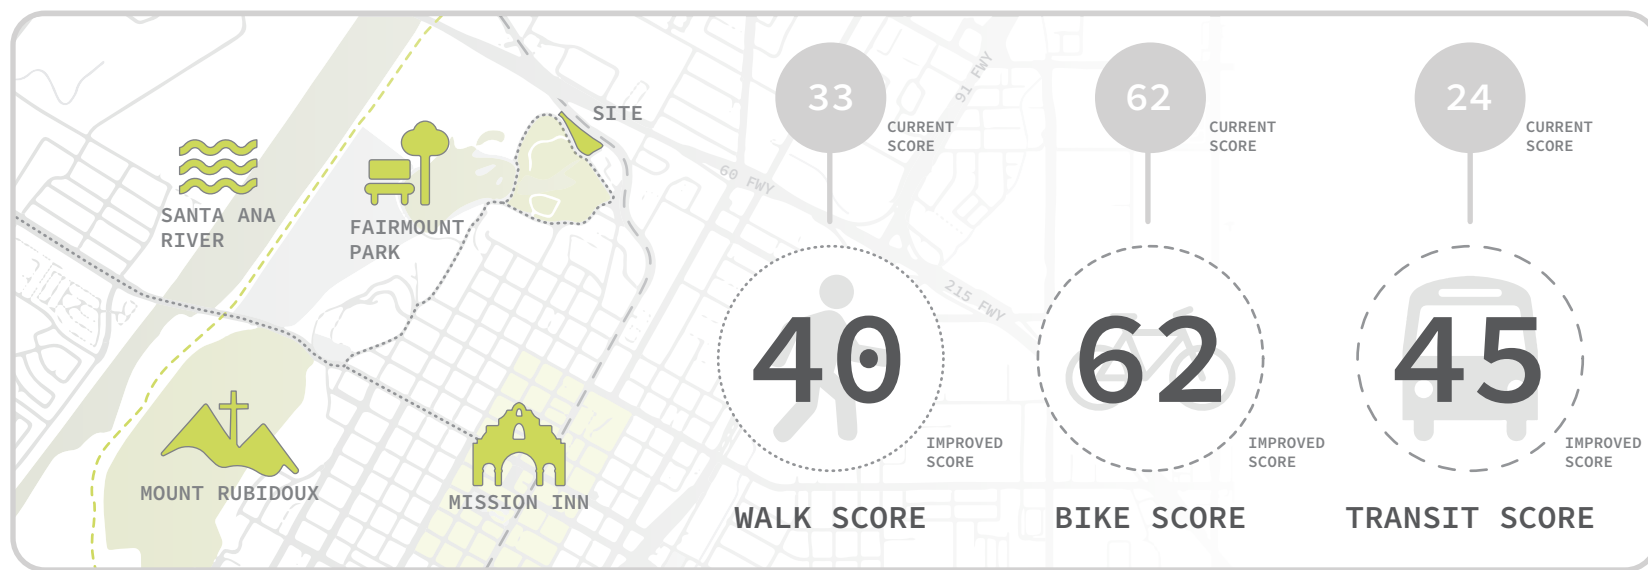 SITE
SANTA ANA
RIVER
FAIRMOUNT
PARK
MOUNT RUBIDOUX
MISSION INN
91 FWY
60 FWY
215 FWY
33
CURRENT
SCORE
40
IMPROVED
SCORE
WALK SCORE
62
CURRENT
SCORE
62
IMPROVED
SCORE
BIKE SCORE
24
CURRENT
SCORE
45
IMPROVED
SCORE
TRANSIT SCORE